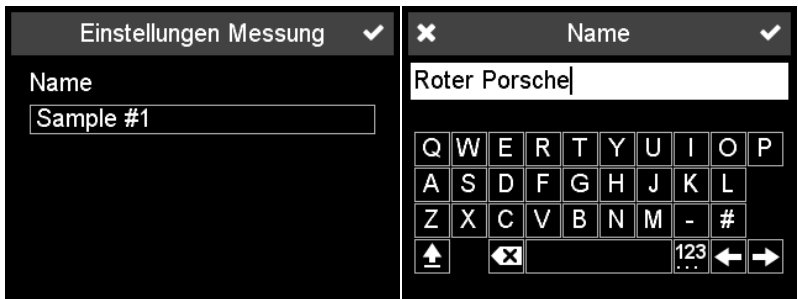 Einstellungen Messung
Name
Sample #1
Name
Roter Porsche
Q W E R T Y U I O P
A S D F G H J K L
Z X C V B N M - #
123
...